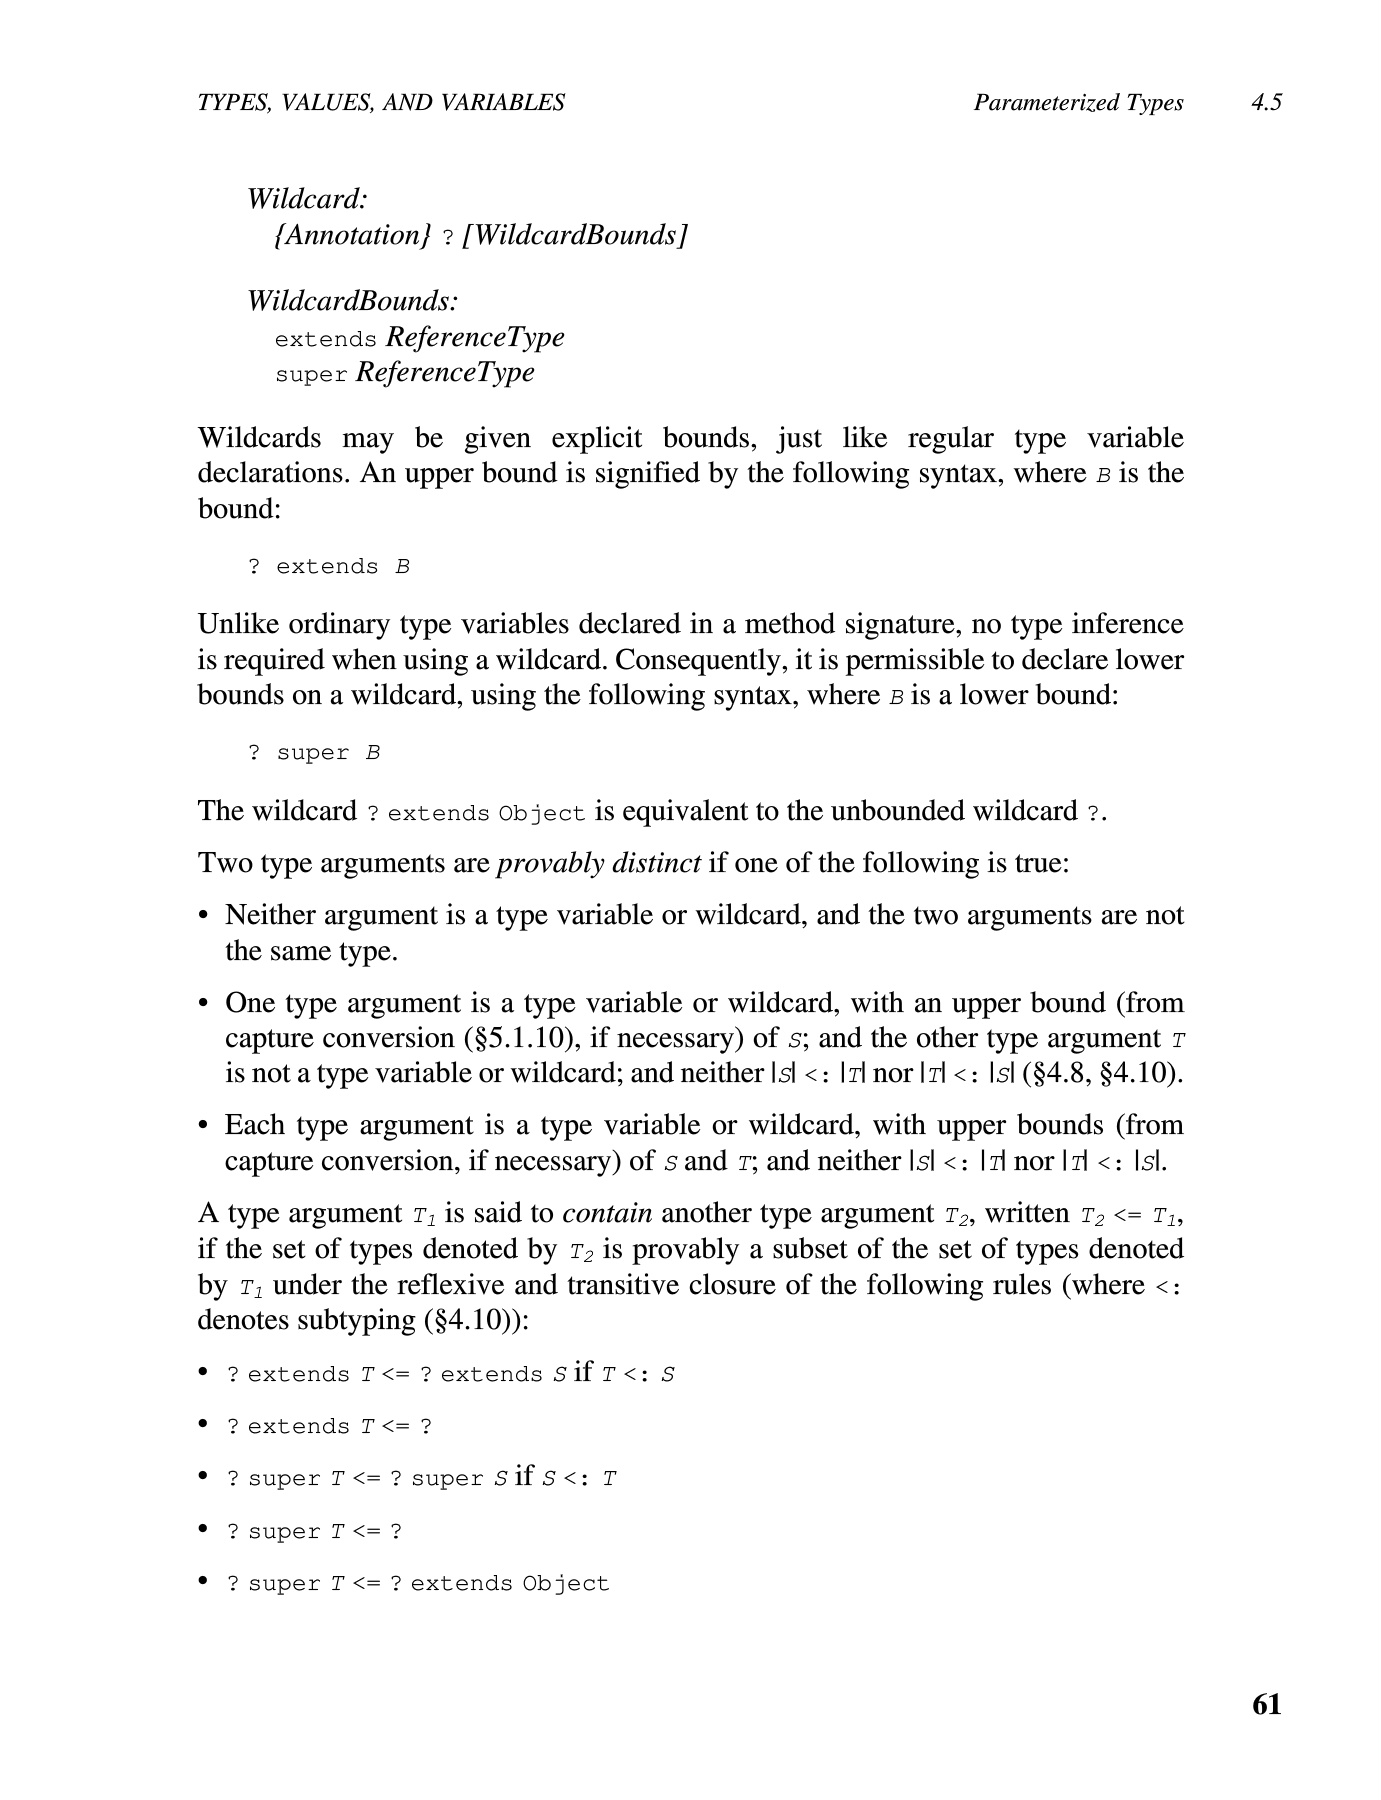 TYPES, VALUES, AND VARIABLES Parameterized Types 4.5
Wildcard:
{Annotation} ? [WildcardBounds]
WildcardBounds:
extends ReferenceType
super ReferenceType
Wildcards may be given explicit bounds, just like regular type variable
declarations. An upper bound is signified by the following syntax, where B is the
bound:
? extends B
Unlike ordinary type variables declared in a method signature, no type inference
is required when using a wildcard. Consequently, it is permissible to declare lower
bounds on a wildcard, using the following syntax, where B is a lower bound:
? super B
The wildcard ? extends Object is equivalent to the unbounded wildcard ?.
Two type arguments are provably distinct if one of the following is true:
• Neither argument is a type variable or wildcard, and the two arguments are not
the same type.
• One type argument is a type variable or wildcard, with an upper bound (from
capture conversion (§5.1.10), if necessary) of S; and the other type argument T
is not a type variable or wildcard; and neither |S| <: |T| nor |T| <: |S| (§4.8, §4.10).
• Each type argument is a type variable or wildcard, with upper bounds (from
capture conversion, if necessary) of S and T; and neither |S| <: |T| nor |T| <: |S|.
A type argument T1 is said to contain another type argument T2, written T2 <= T1,
if the set of types denoted by T2 is provably a subset of the set of types denoted
by T1 under the reflexive and transitive closure of the following rules (where <:
denotes subtyping (§4.10)):
• ? extends T <= ? extends S if T <: S
• ? extends T <= ?
• ? super T <= ? super S if S <: T
• ? super T <= ?
• ? super T <= ? extends Object
61